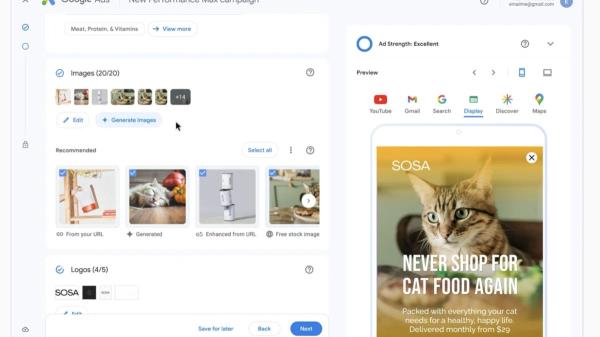 Google Ads
New Performance Max campaign
emailme@gmail.com
E
Meat, Protein, & Vitamins
View more
Images (20/20)
+14
Edit
Generate images
Recommended
Select all
From your URL
Generated
Enhanced from URL
Free stock image
Logos (4/5)
SOSA
Edit
Save for later
Back
Next
Ad Strength: Excellent
Preview
YouTube
Gmail
Search
Display
Discover
Maps
SOSA
NEVER SHOP FOR
CAT FOOD AGAIN
Packed with everything your cat
needs for a healthy, happy life.
Delivered monthly from $29